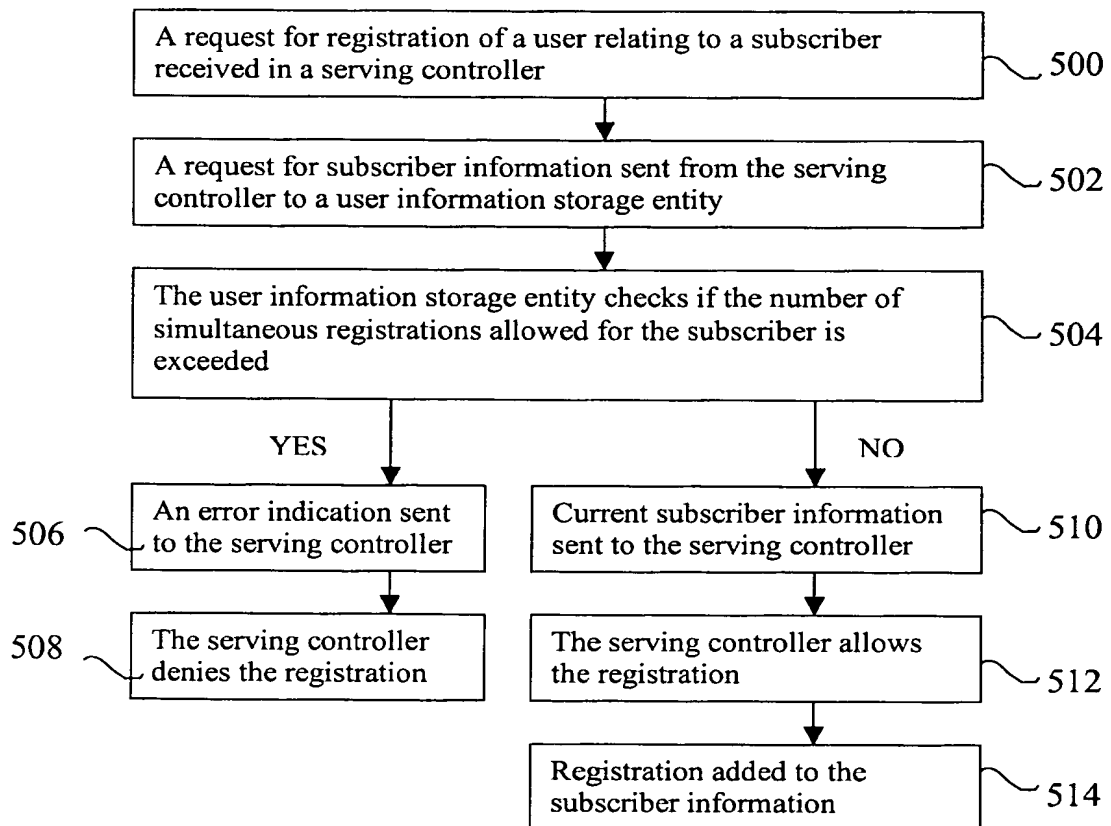 A request for registration of a user relating to a subscriber
received in a serving controller
500
A request for subscriber information sent from the serving
controller to a user information storage entity
502
The user information storage entity checks if the number of
simultaneous registrations allowed for the subscriber is
exceeded
504
YES
NO
506
An error indication sent
to the serving controller
Current subscriber information
sent to the serving controller
510
508
The serving controller
denies the registration
The serving controller allows
the registration
512
Registration added to the
subscriber information
514